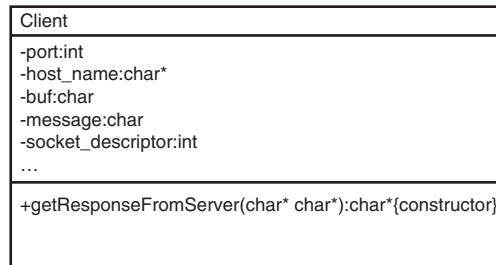 Client
-port:int
-host_name:char*
-buf:char
-message:char
-socket_descriptor:int
...
+getResponseFromServer(char* char*):char*{constructor}